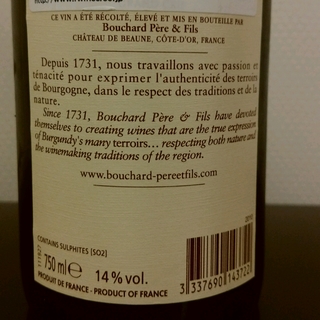 CE VIN A ÉTÉ RÉCOLTÉ, ÉLEVÉ ET MIS EN BOUTEILLE PAR
Bouchard Père & Fils
CHÂTEAU DE BEAUNE, CÔTE-D'OR, FRANCE
Depuis 1731, nous travaillons avec passion et
ténacité pour exprimer l'authenticité des terroirs
de Bourgogne, dans le respect des traditions et de la
nature.
Since 1731, Bouchard Père & Fils have devoted
themselves to creating wines that are the true expression
of Burgundy's many terroirs... respecting both nature and
the winemaking traditions of the region.
www.bouchard-pereetfils.com
CONTAINS SULPHITES [SO2]
750 ml e 14% vol.
PRODUIT DE FRANCE - PRODUCT OF FRANCE
3 337690 143722